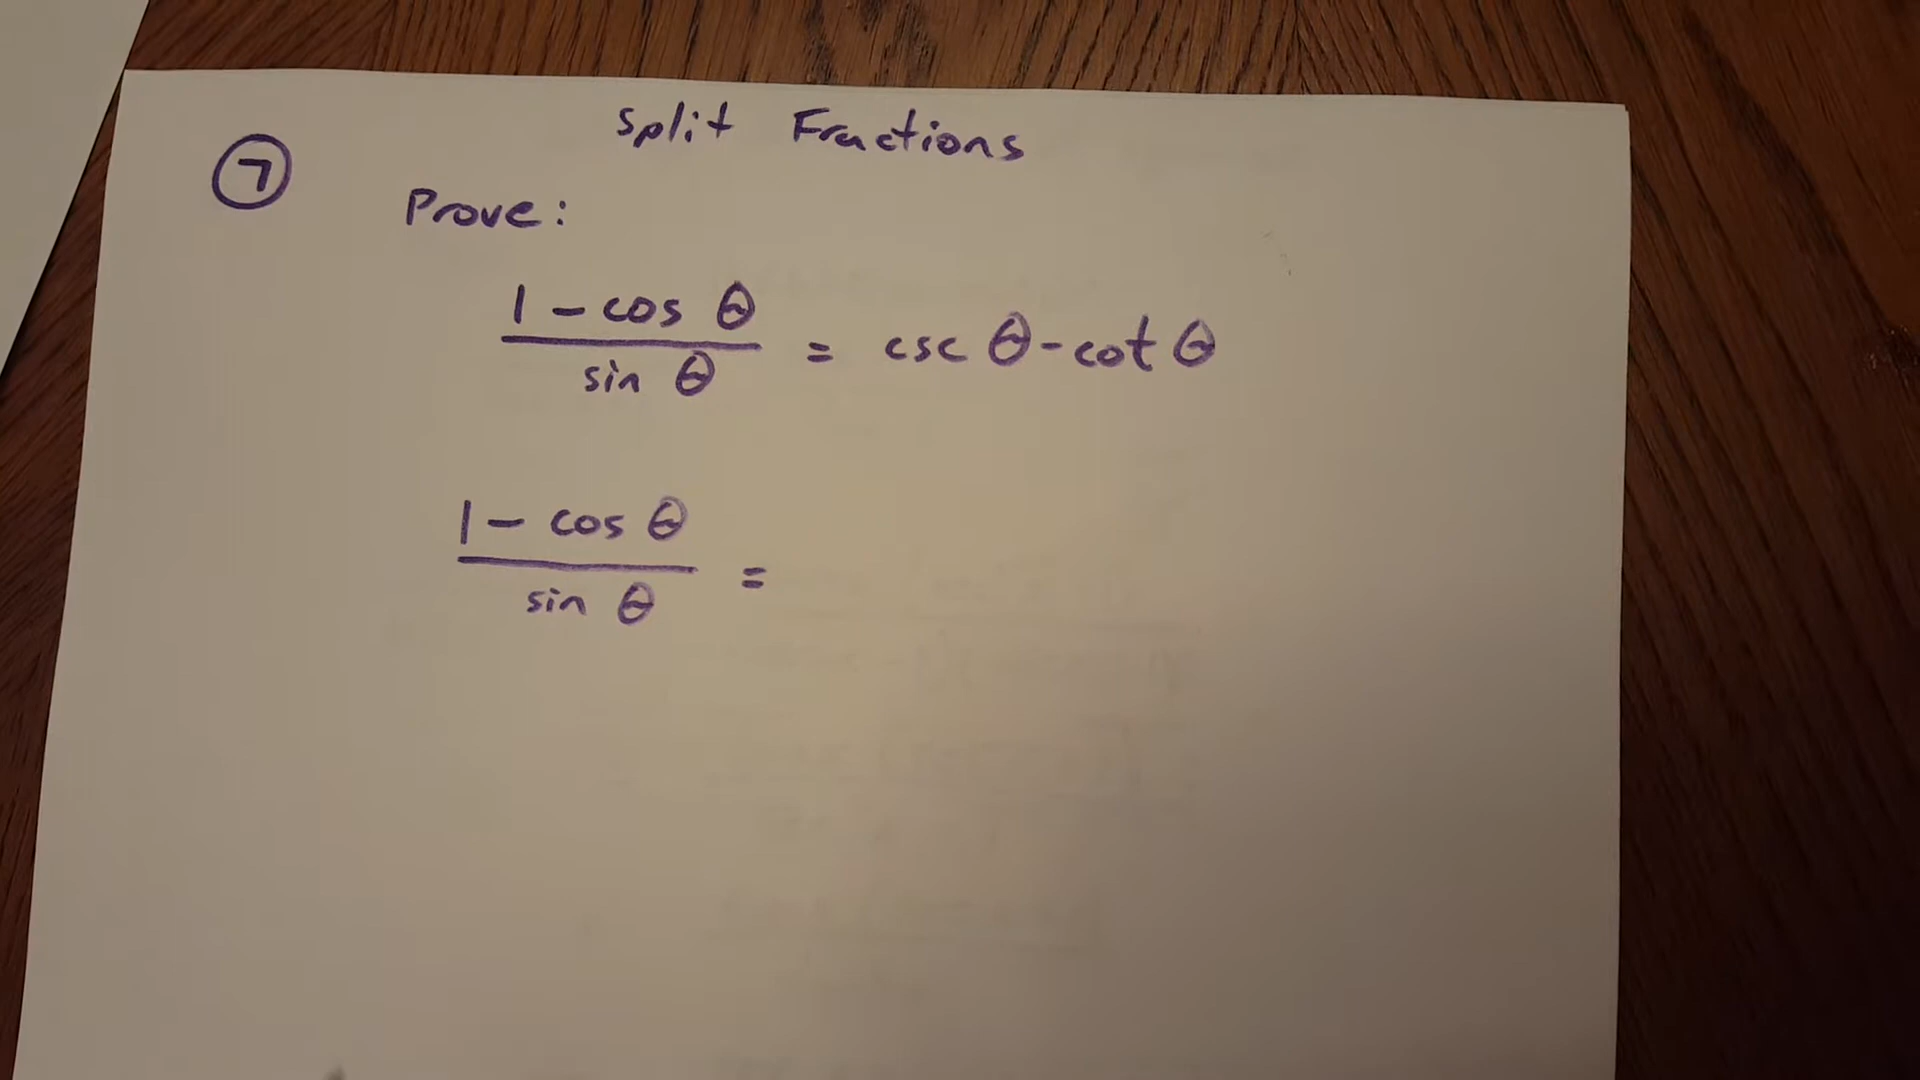 Split Fractions
7
Prove:
1 - cos θ
sin θ
= csc θ - cot θ
1 - cos θ
sin θ
=